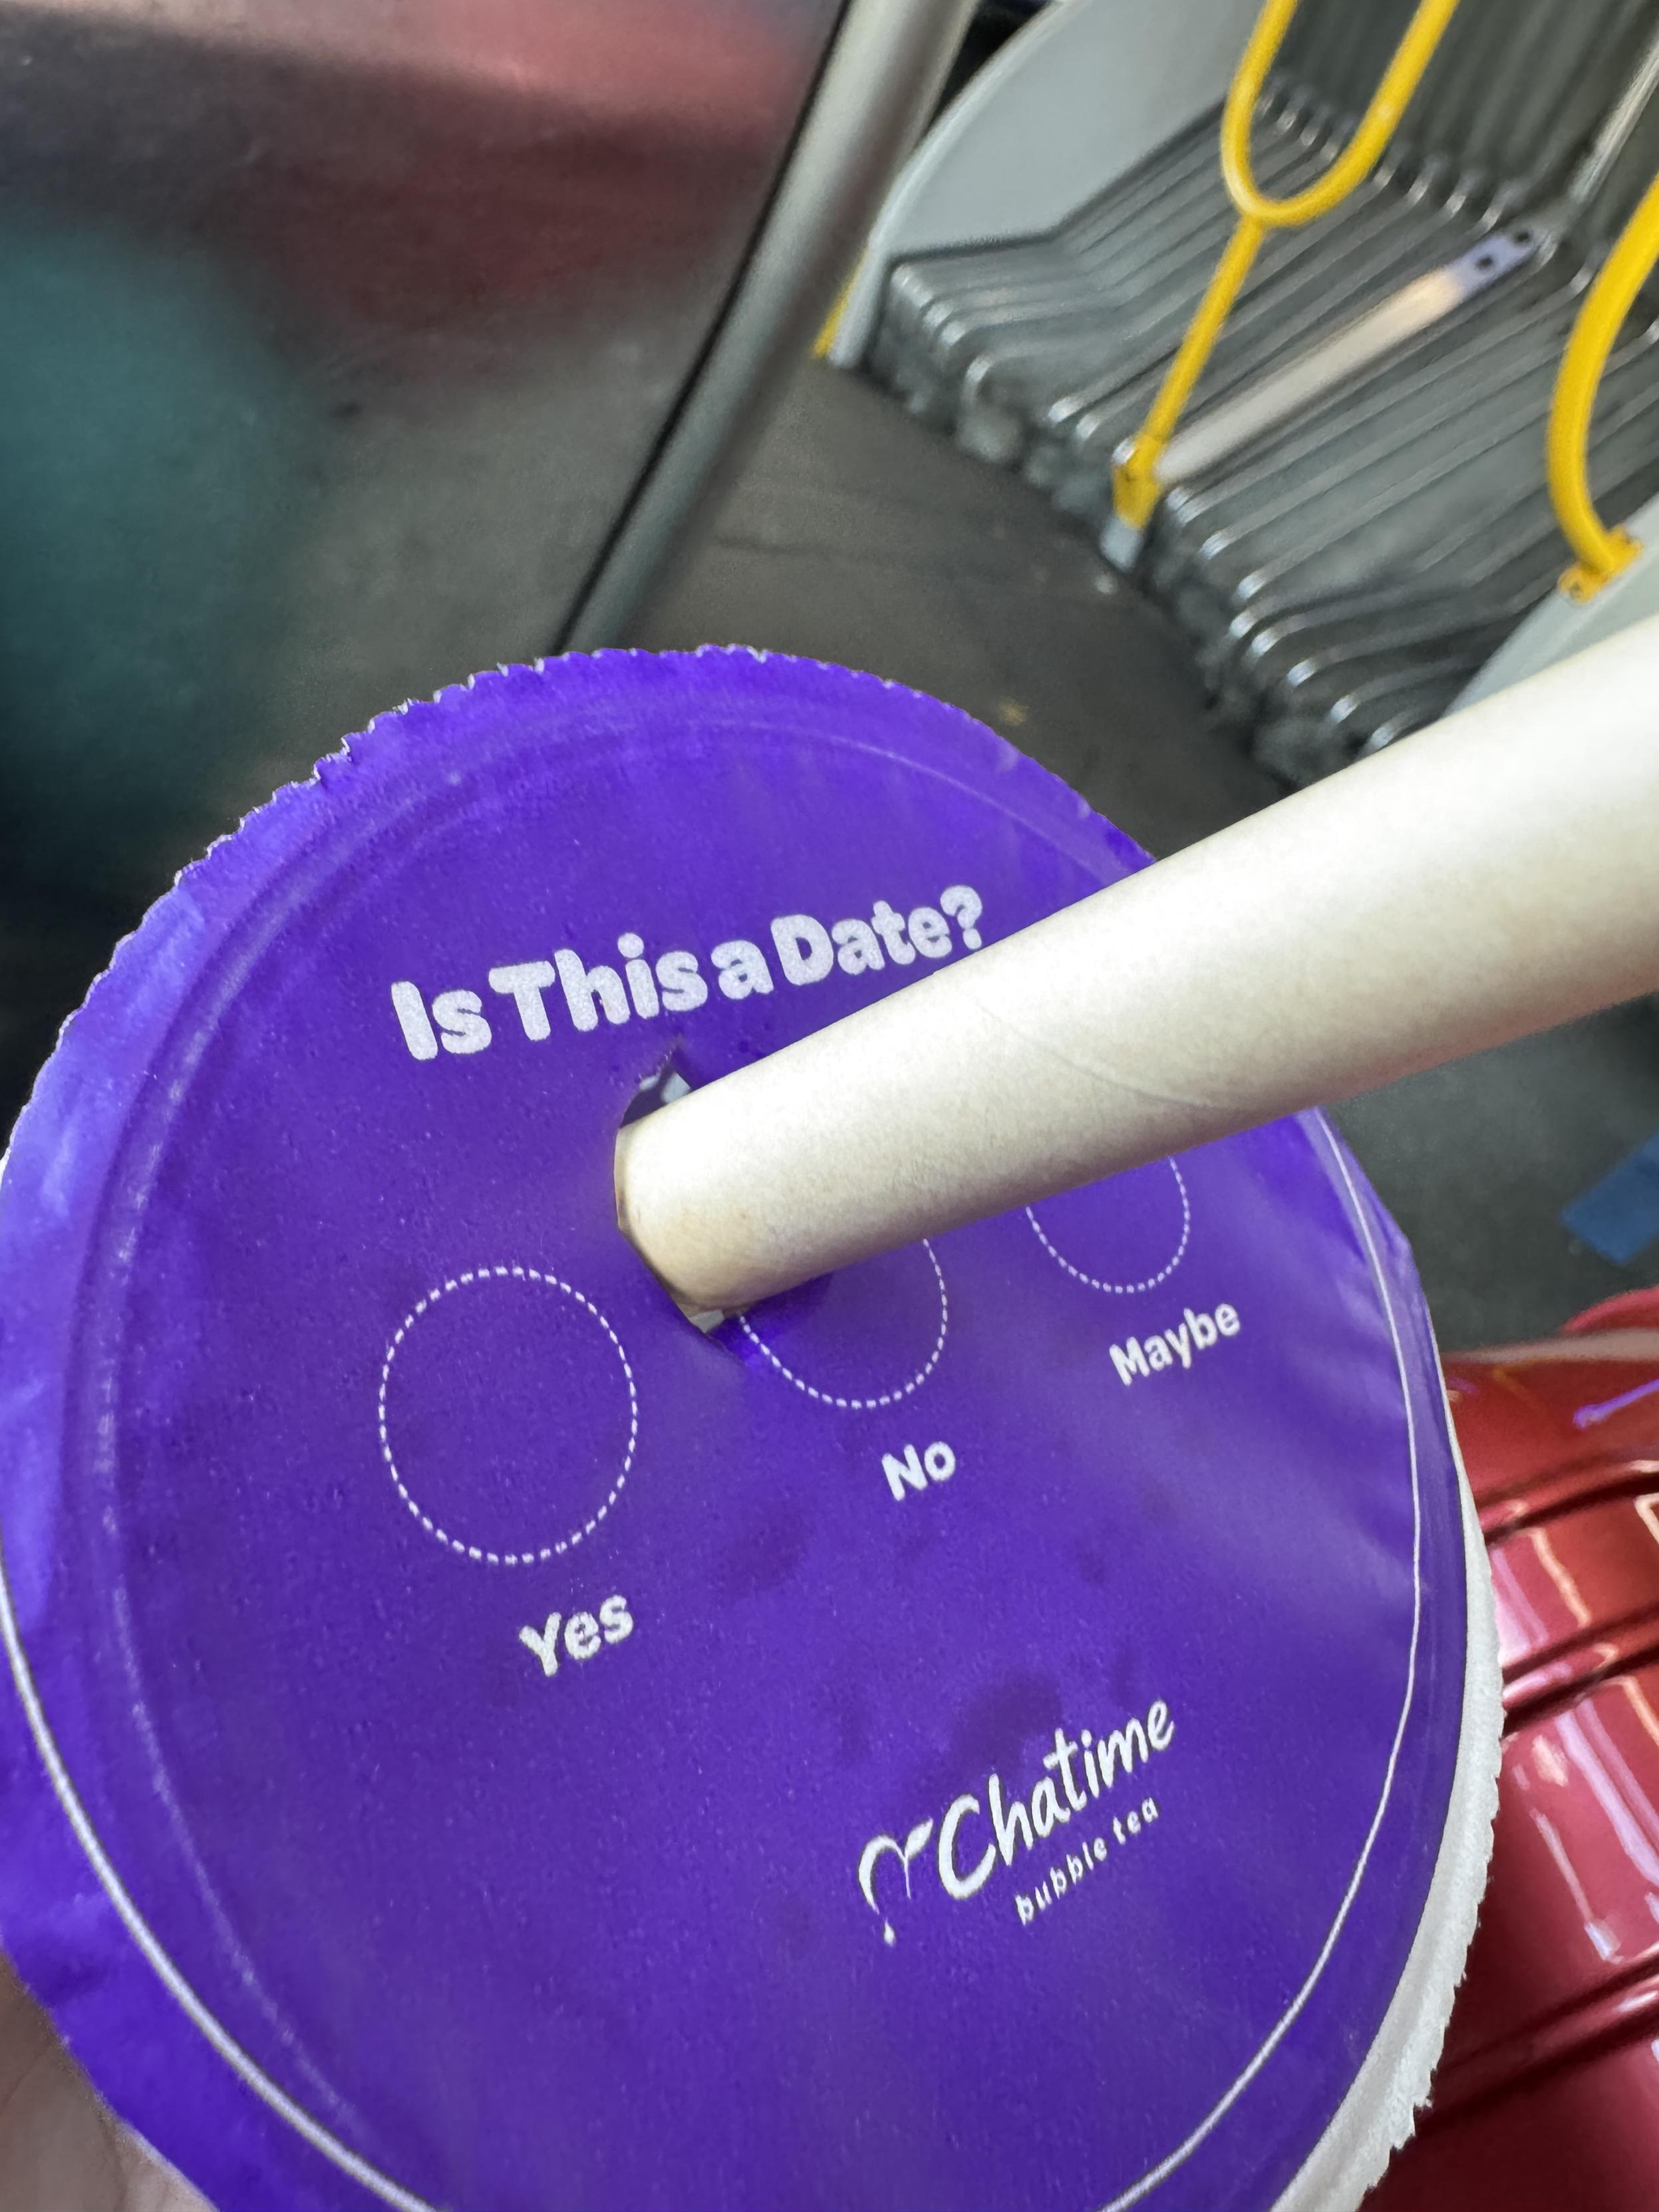 Is This a Date?
Yes
No
Maybe
Chatime
bubble tea